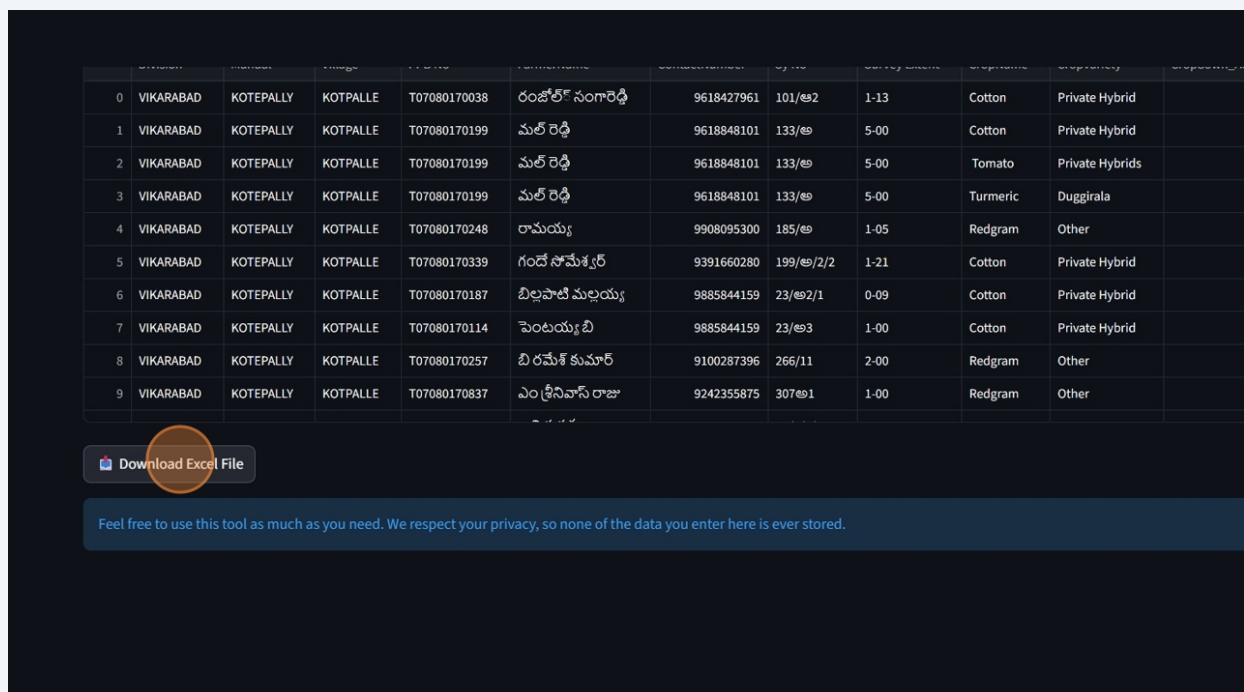 0 VIKARABAD KOTEPALLY KOTPALLE T07080170038 రంజోల్్ సంగారెడ్డి 9618427961 101/ఆ2 1-13 Cotton Private Hybrid
1 VIKARABAD KOTEPALLY KOTPALLE T07080170199 మల్ రెడ్డి 9618848101 133/అ 5-00 Cotton Private Hybrid
2 VIKARABAD KOTEPALLY KOTPALLE T07080170199 మల్ రెడ్డి 9618848101 133/అ 5-00 Tomato Private Hybrids
3 VIKARABAD KOTEPALLY KOTPALLE T07080170199 మల్ రెడ్డి 9618848101 133/అ 5-00 Turmeric Duggirala
4 VIKARABAD KOTEPALLY KOTPALLE T07080170248 రామయ్య 9908095300 185/అ 1-05 Redgram Other
5 VIKARABAD KOTEPALLY KOTPALLE T07080170339 గందే సోమేశ్వర్ 9391660280 199/అ/2/2 1-21 Cotton Private Hybrid
6 VIKARABAD KOTEPALLY KOTPALLE T07080170187 బిల్లపాటి మల్లయ్య 9885844159 23/అ2/1 0-09 Cotton Private Hybrid
7 VIKARABAD KOTEPALLY KOTPALLE T07080170114 పెంటయ్య బి 9885844159 23/అ3 1-00 Cotton Private Hybrid
8 VIKARABAD KOTEPALLY KOTPALLE T07080170257 బి రమేశ్ కుమార్ 9100287396 266/11 2-00 Redgram Other
9 VIKARABAD KOTEPALLY KOTPALLE T07080170837 ఎం శ్రీనివాస్ రాజు 9242355875 307అ1 1-00 Redgram Other
Download Excel File
Feel free to use this tool as much as you need. We respect your privacy, so none of the data you enter here is ever stored.